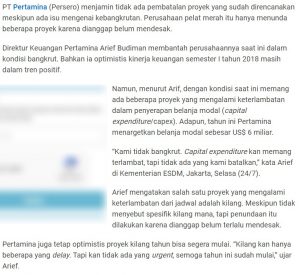 PT Pertamina (Persero) menjamin tidak ada pembatalan proyek yang sudah direncanakan
meskipun ada isu mengenai kebangkrutan. Perusahaan pelat merah itu hanya menunda
beberapa proyek karena dianggap belum mendesak.
Direktur Keuangan Pertamina Arief Budiman membantah perusahaannya saat ini dalam
kondisi bangkrut. Bahkan ia optimistis kinerja keuangan semester I tahun 2018 masih
dalam tren positif.
Namun, menurut Arif, dengan kondisi saat ini memang
ada beberapa proyek yang mengalami keterlambatan
dalam penyerapan belanja modal (capital
expenditure/capex). Adapun, tahun ini Pertamina
menargetkan belanja modal sebesar US$ 6 miliar.
"Kami tidak bangkrut. Capital expenditure kan memang
terlambat, tapi tidak ada yang kami batalkan," kata Arief
di Kementerian ESDM, Jakarta, Selasa (24/7).
Arief mengatakan salah satu proyek yang mengalami
keterlambatan dari jadwal adalah kilang. Meskipun tidak
menyebut spesifik kilang mana, tapi penundaan itu
dilakukan karena dianggap belum terlalu mendesak.
Pertamina juga tetap optimistis proyek kilang tahun bisa segera mulai. "Kilang kan hanya
beberapa yang delay. Tapi kan tidak ada yang urgent, semoga tahun ini sudah mulai," ujar
Arief.